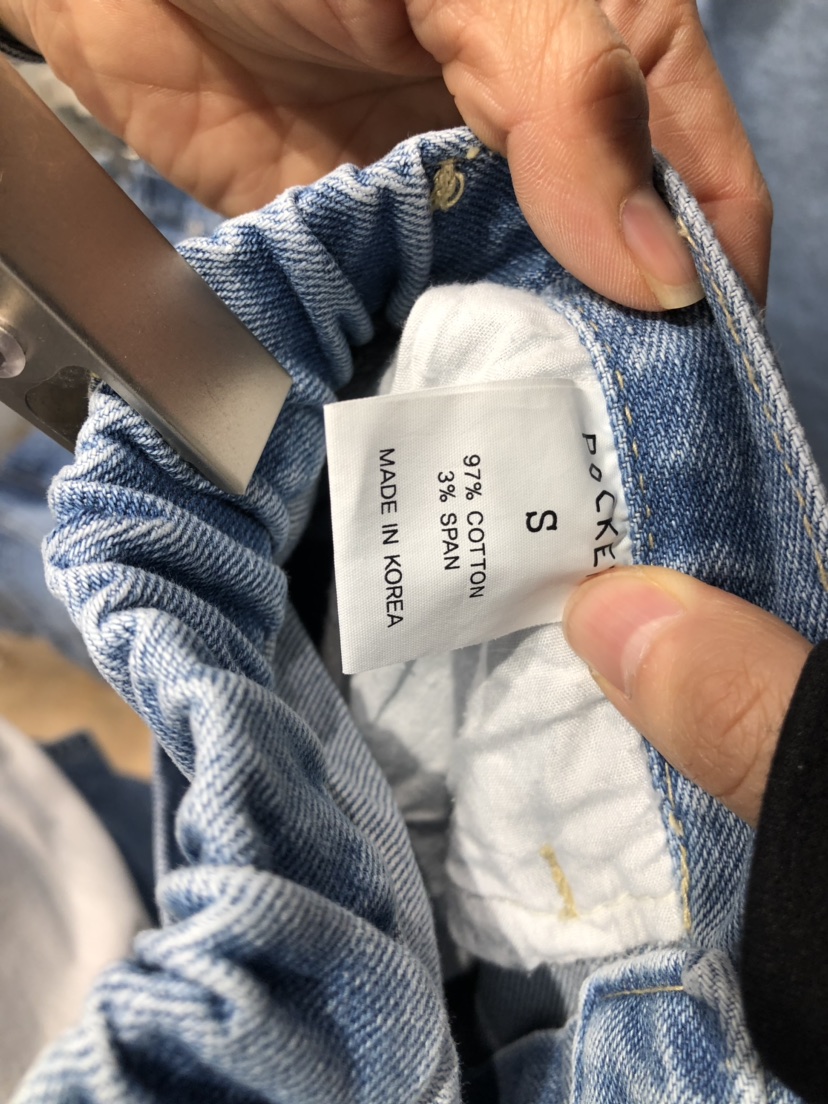 S
97% COTTON
3% SPAN
MADE IN KOREA